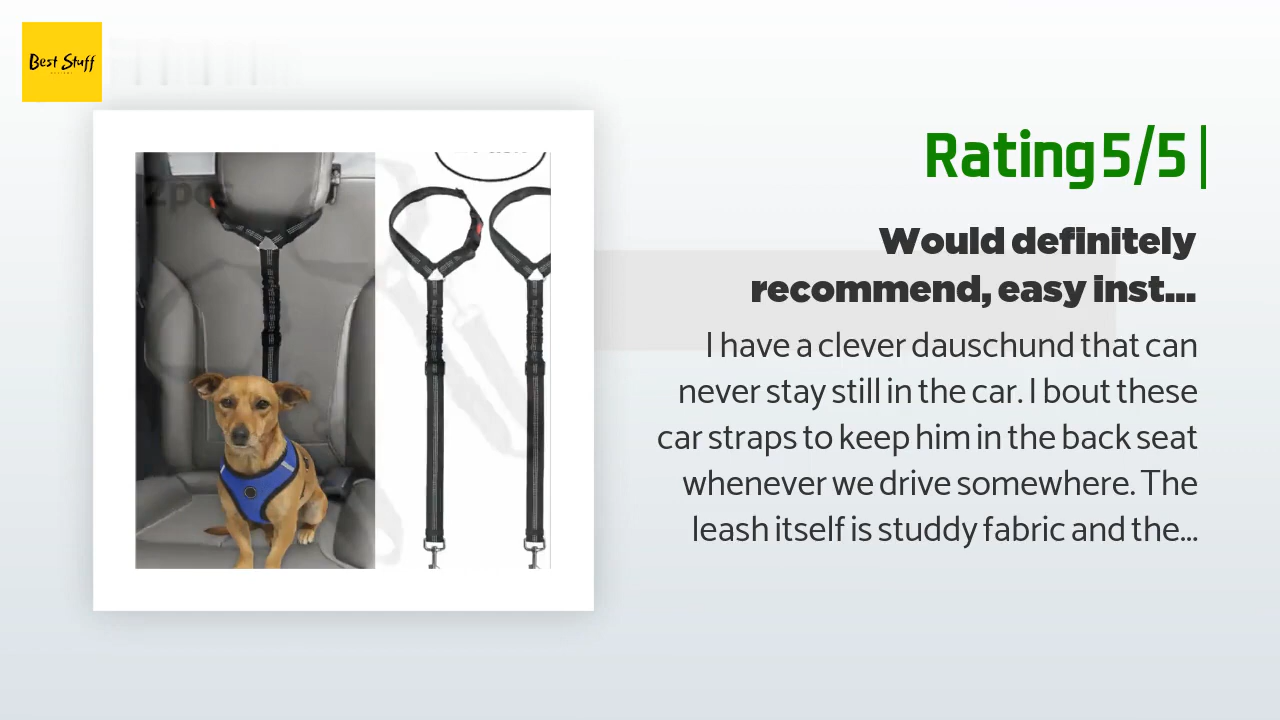 Best Stuff
2pcs
Rating 5/5 |
Would definitely
recommend, easy inst...
I have a clever dauschund that can
never stay still in the car. I bout these
car straps to keep him in the back seat
whenever we drive somewhere. The
leash itself is studdy fabric and the...